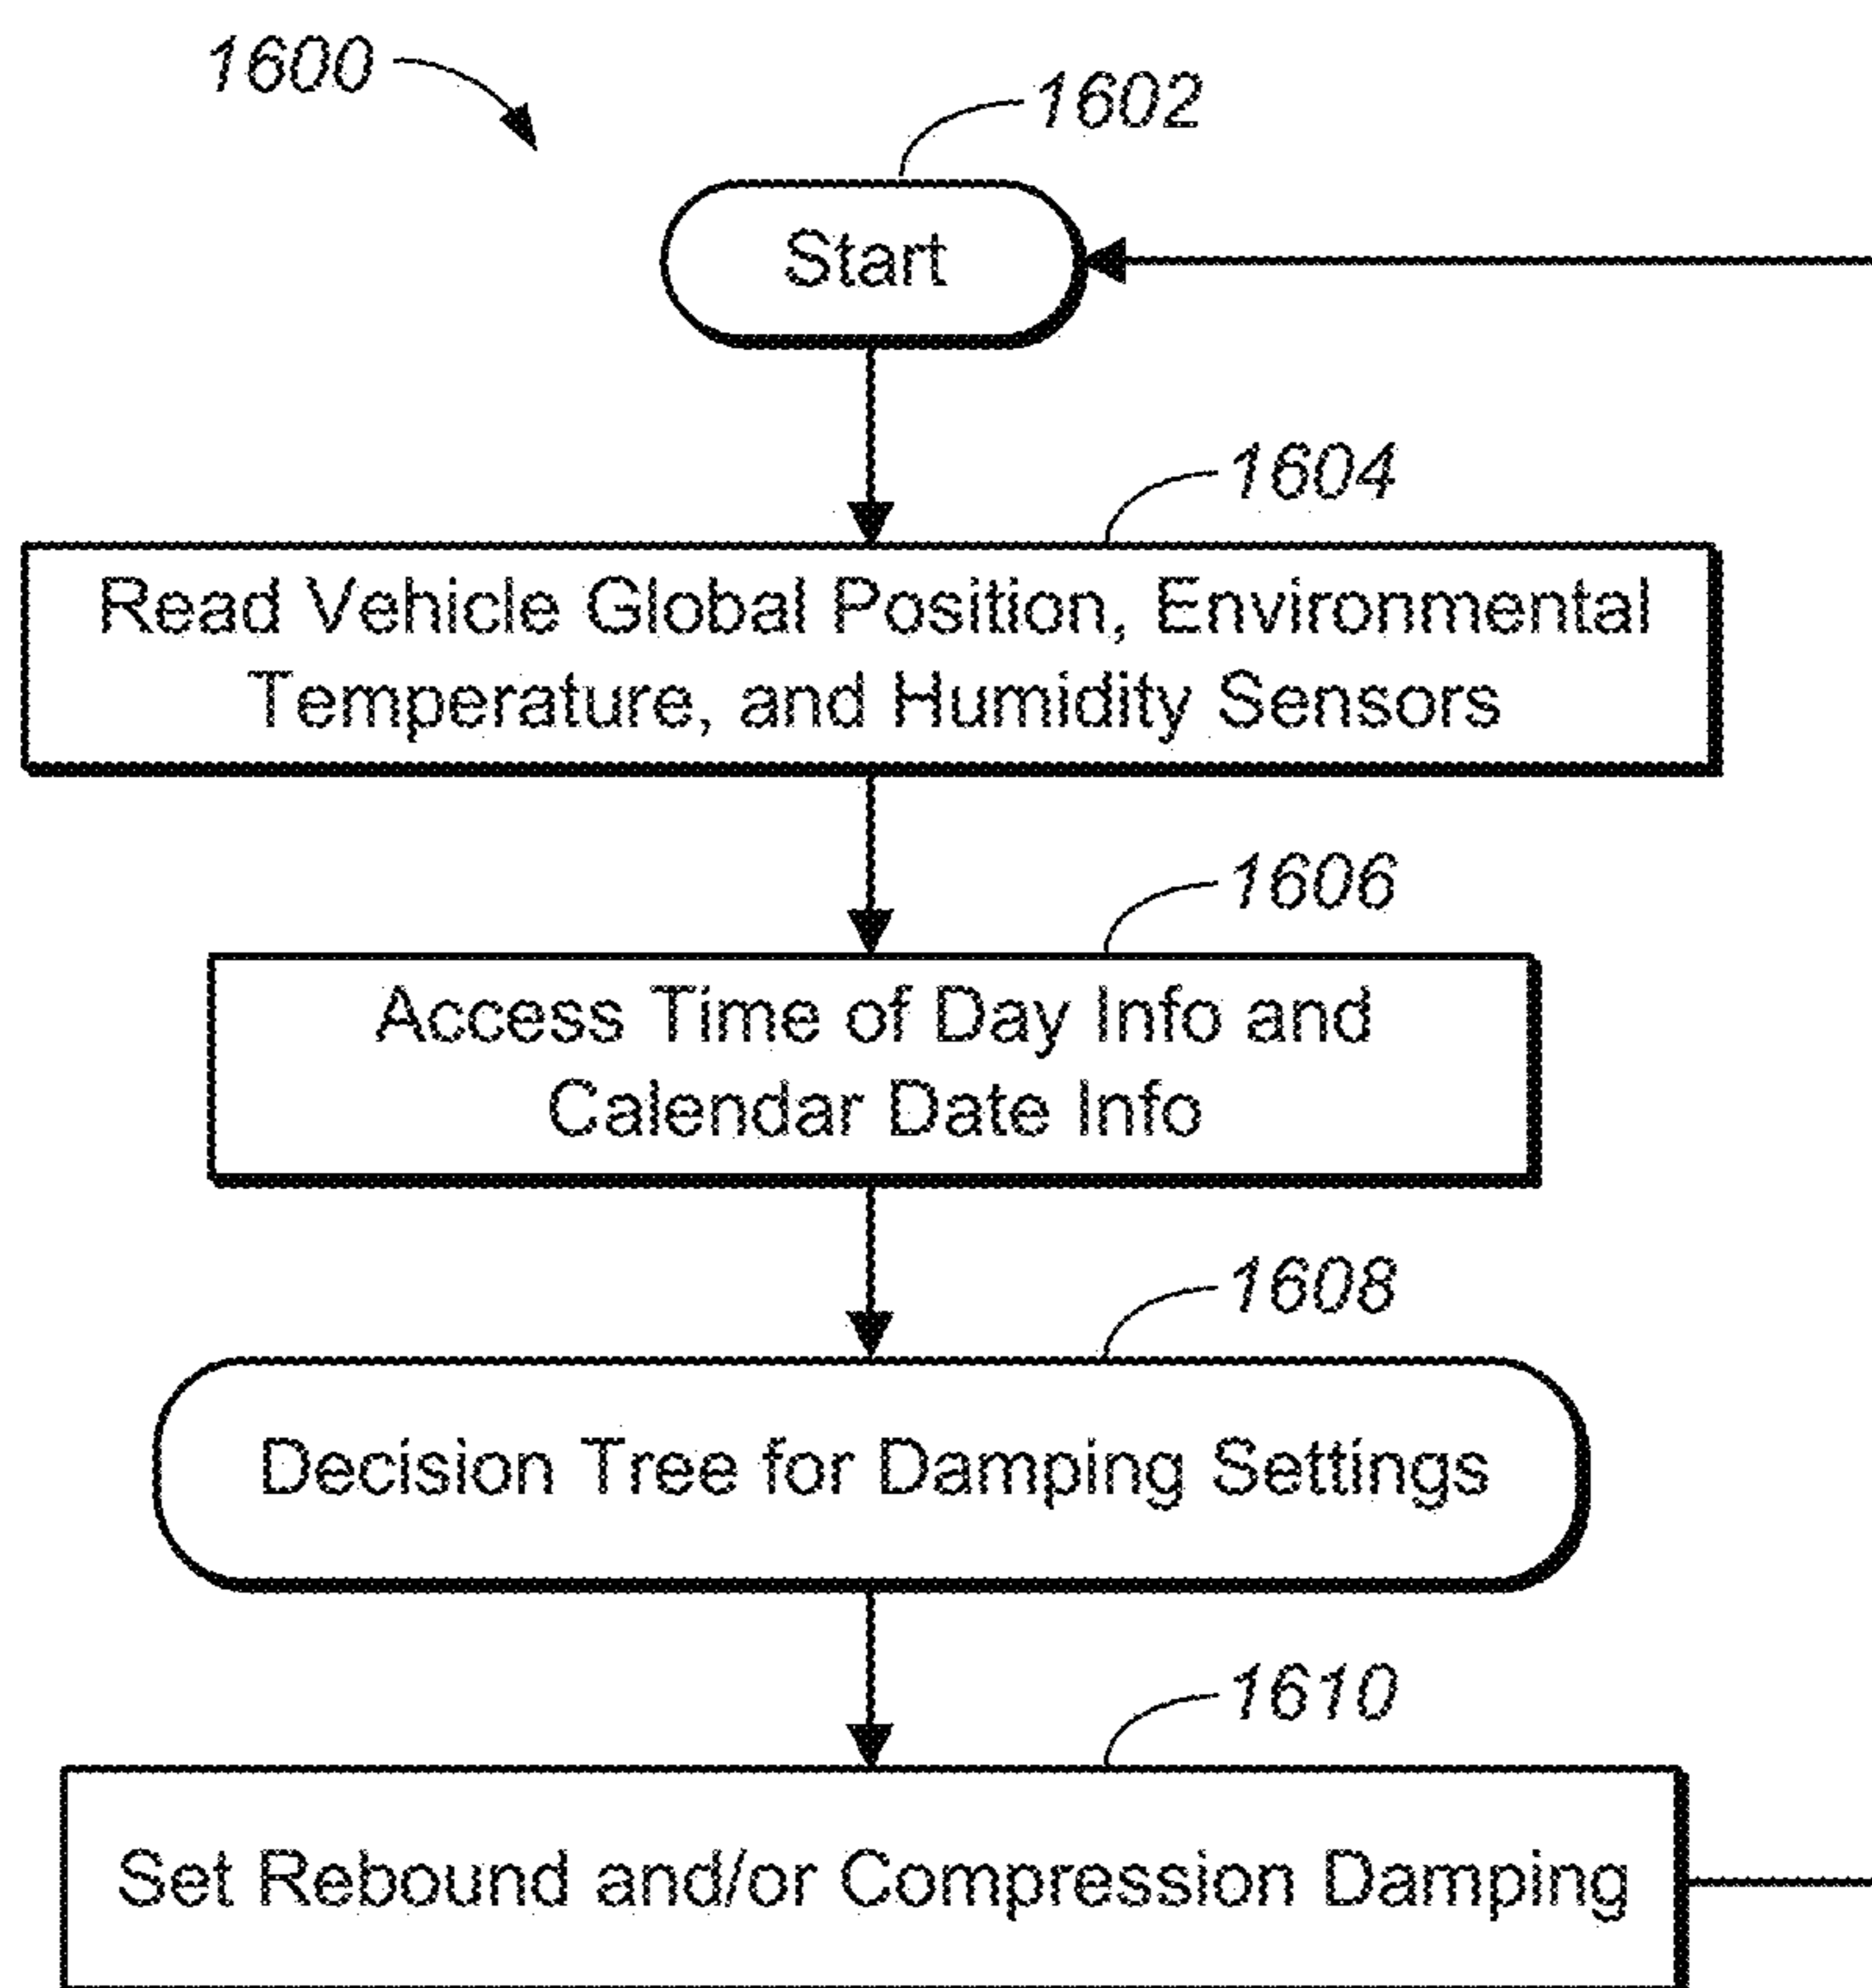 1600
1602
Start
1604
Read Vehicle Global Position, Environmental
Temperature, and Humidity Sensors
1606
Access Time of Day Info and
Calendar Date Info
1608
Decision Tree for Damping Settings
1610
Set Rebound and/or Compression Damping